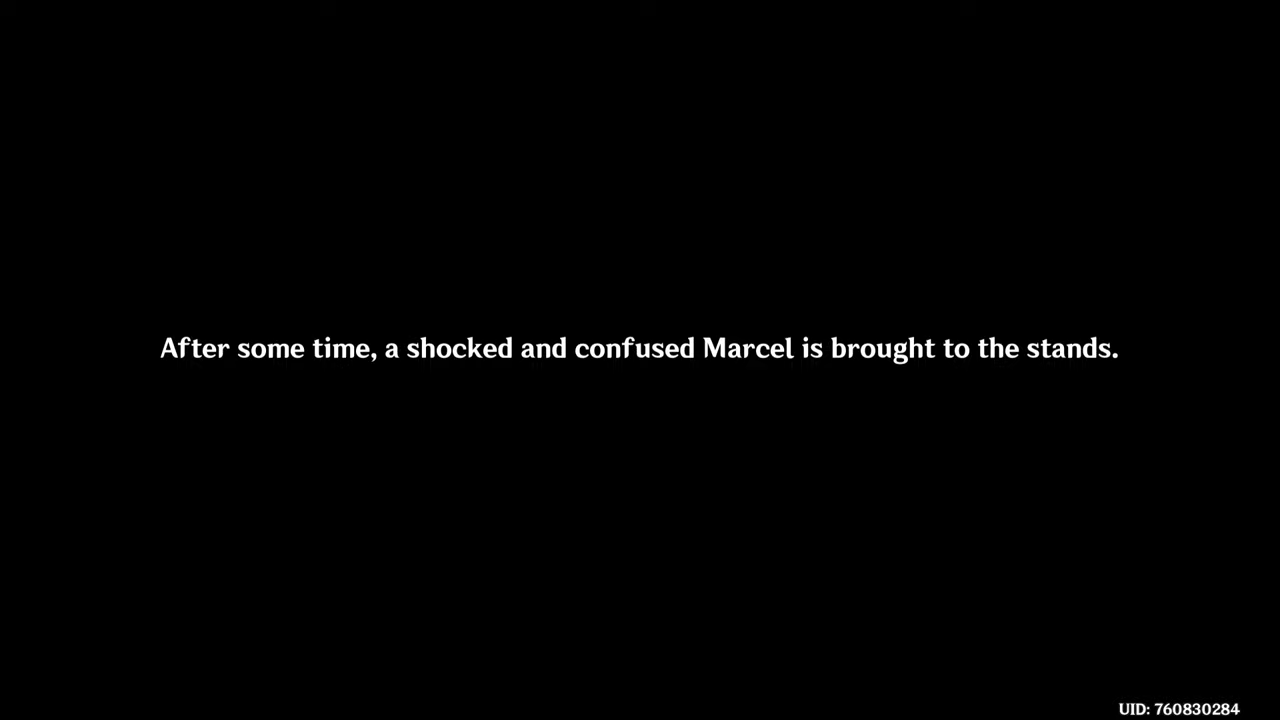 After some time, a shocked and confused Marcel is brought to the stands.
UID: 760830284